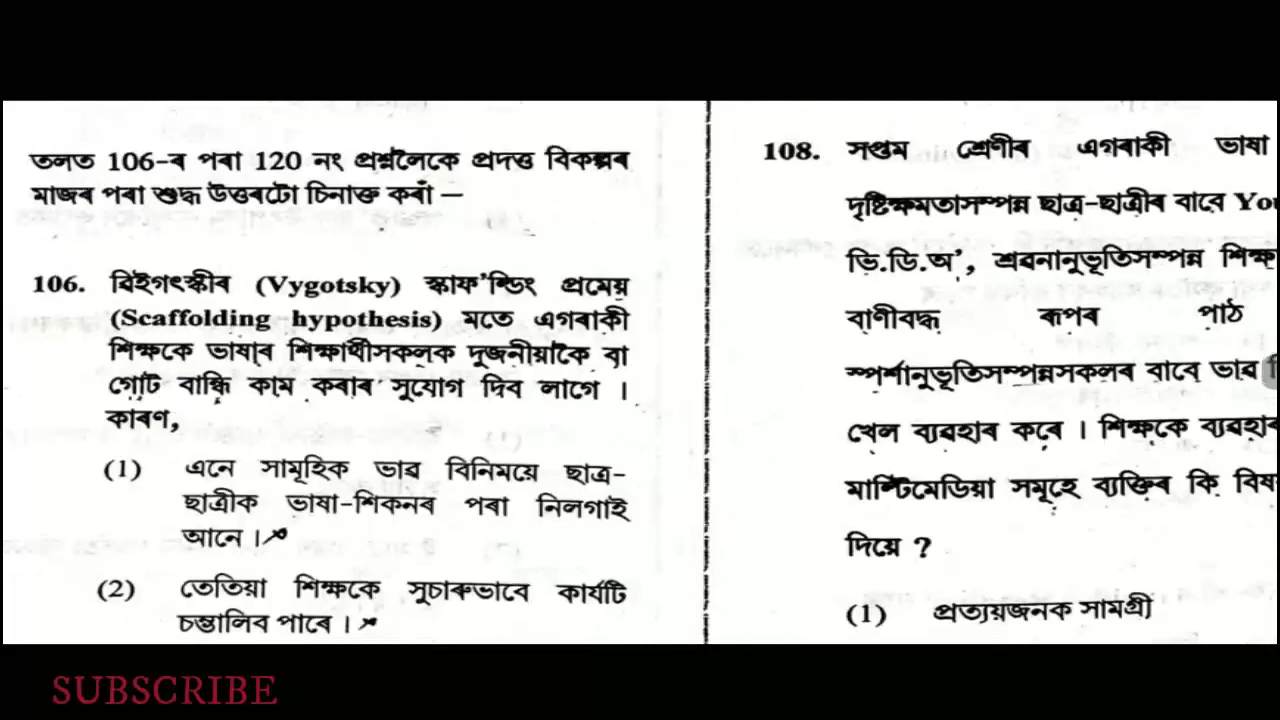 তলত 106-ৰ পৰা 120 নং প্ৰশ্নলৈকে প্ৰদত্ত বিকল্পৰ
মাজৰ পৰা শুদ্ধ উত্তৰটো চিনাক্ত কৰাঁ —
106. ৱিইগৎস্কীৰ (Vygotsky) স্কাফ'ল্ডিং প্ৰমেয়
(Scaffolding hypothesis) মতে এগৰাকী
শিক্ষকে ভাষাৰ শিক্ষাৰ্থীসকলক দুজনীয়াকৈ বা
গোট বান্ধি কাম কৰাৰ সুযোগ দিব লাগে ।
কাৰণ,
(1) এনে সামূহিক ভাৱ বিনিময়ে ছাত্ৰ-
ছাত্ৰীক ভাষা-শিকনৰ পৰা নিলগাই
আনে ।
(2) তেতিয়া শিক্ষকে সুচাৰুভাবে কাৰ্যটি
চম্ভালিব পাৰে ।
108. সপ্তম শ্ৰেণীৰ এগৰাকী ভাষা
দৃষ্টিক্ষমতাসম্পন্ন ছাত্ৰ-ছাত্ৰীৰ বাবে You
ভি.ডি.অ', শ্ৰৱনানুভূতিসম্পন্ন শিক্ষ
বাণীবদ্ধ ৰূপৰ পাঠ
স্পৰ্শানুভূতিসম্পন্নসকলৰ বাবে ভাৱ
খেল ব্যৱহাৰ কৰে । শিক্ষকে ব্যৱহাৰ
মাল্টিমেডিয়া সমূহে ব্যক্তিৰ কি বিষ
দিয়ে ?
(1) প্ৰত্যয়জনক সামগ্ৰী
SUBSCRIBE